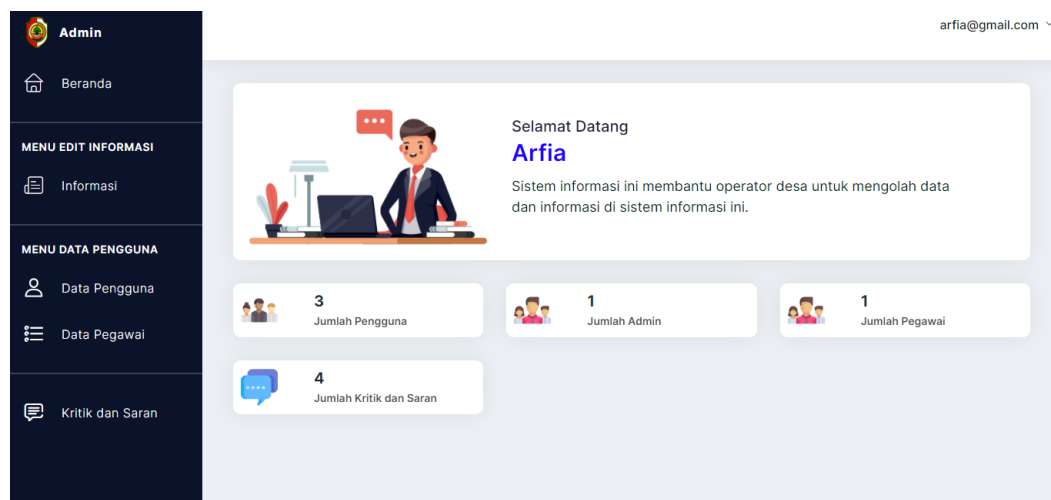 Admin
arfia@gmail.com
Beranda
MENU EDIT INFORMASI
Informasi
MENU DATA PENGGUNA
Data Pengguna
Data Pegawai
Kritik dan Saran
Selamat Datang
Arfia
Sistem informasi ini membantu operator desa untuk mengolah data
dan informasi di sistem informasi ini.
3
Jumlah Pengguna
1
Jumlah Admin
1
Jumlah Pegawai
4
Jumlah Kritik dan Saran